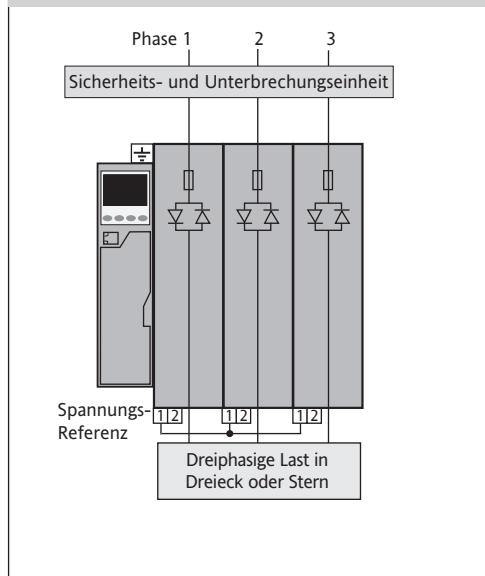 Phase 1 2 3
Sicherheits- und Unterbrechungseinheit
Spannungs-
Referenz
1 2 1 2 1 2
Dreiphasige Last in
Dreieck oder Stern